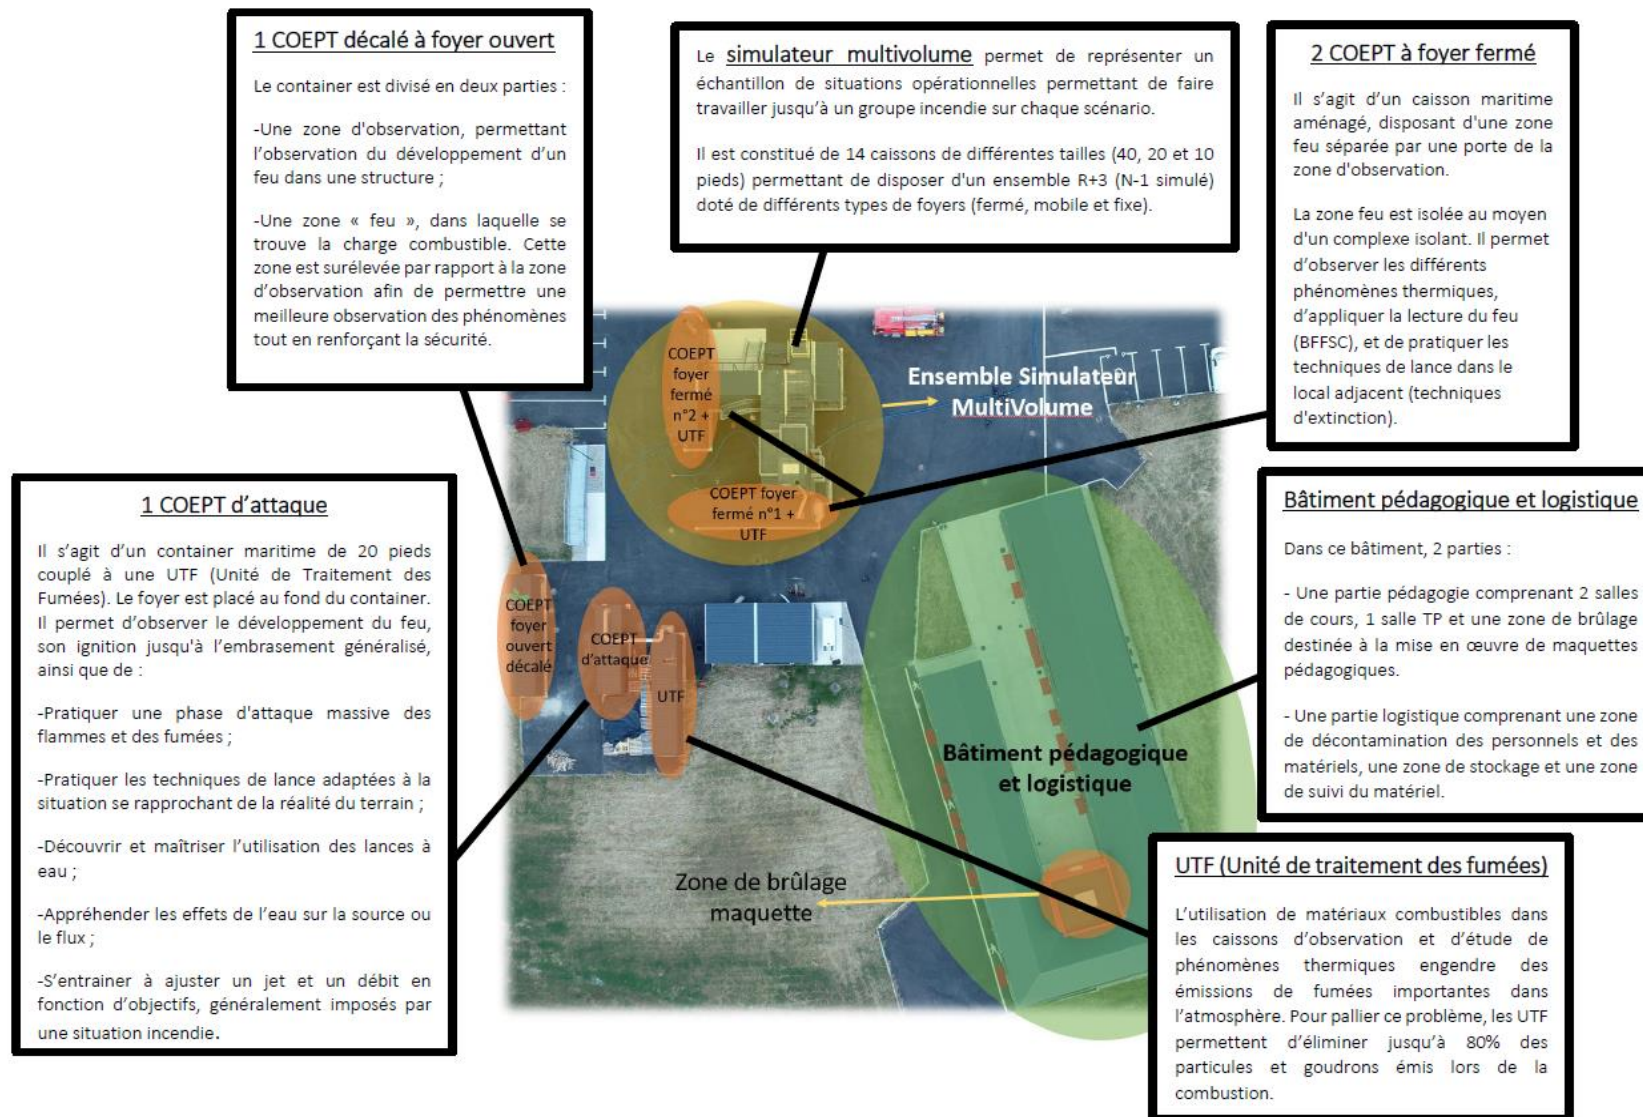 1 COEPT décalé à foyer ouvert
Le container est divisé en deux parties :
-Une zone d'observation, permettant
l'observation du développement d'un
feu dans une structure ;
-Une zone « feu », dans laquelle se
trouve la charge combustible. Cette
zone est surélevée par rapport à la zone
d'observation afin de permettre une
meilleure observation des phénomènes
tout en renforçant la sécurité.
Le simulateur multivolume permet de représenter un
échantillon de situations opérationnelles permettant de faire
travailler jusqu'à un groupe incendie sur chaque scénario.
Il est constitué de 14 caissons de différentes tailles (40, 20 et 10
pieds) permettant de disposer d'un ensemble R+3 (N-1 simulé)
doté de différents types de foyers (fermé, mobile et fixe).
2 COEPT à foyer fermé
Il s'agit d'un caisson maritime
aménagé, disposant d'une zone
feu séparée par une porte de la
zone d'observation.
La zone feu est isolée au moyen
d'un complexe isolant. Il permet
d'observer les différents
phénomènes thermiques,
d'appliquer la lecture du feu
(BFFSC), et de pratiquer les
techniques de lance dans le
local adjacent (techniques
d'extinction).
COEPT
foyer
fermé
n°2 +
UTF
Ensemble Simulateur
MultiVolume
COEPT foyer
fermé n°1 +
UTF
1 COEPT d'attaque
Il s'agit d'un container maritime de 20 pieds
couplé à une UTF (Unité de Traitement des
Fumées). Le foyer est placé au fond du container.
Il permet d'observer le développement du feu,
son ignition jusqu'à l'embrasement généralisé,
ainsi que de :
-Pratiquer une phase d'attaque massive des
flammes et des fumées ;
-Pratiquer les techniques de lance adaptées à la
situation se rapprochant de la réalité du terrain ;
-Découvrir et maîtriser l'utilisation des lances à
eau ;
-Appréhender les effets de l'eau sur la source ou
le flux ;
-S'entrainer à ajuster un jet et un débit en
fonction d'objectifs, généralement imposés par
une situation incendie.
COEPT
foyer
ouvert
décalé
COEPT
d'attaque
UTF
Bâtiment pédagogique
et logistique
Zone de brûlage
maquette
Bâtiment pédagogique et logistique
Dans ce bâtiment, 2 parties :
- Une partie pédagogie comprenant 2 salles
de cours, 1 salle TP et une zone de brûlage
destinée à la mise en œuvre de maquettes
pédagogiques.
- Une partie logistique comprenant une zone
de décontamination des personnels et des
matériels, une zone de stockage et une zone
de suivi du matériel.
UTF (Unité de traitement des fumées)
L'utilisation de matériaux combustibles dans
les caissons d'observation et d'étude de
phénomènes thermiques engendre des
émissions de fumées importantes dans
l'atmosphère. Pour pallier ce problème, les UTF
permettent d'éliminer jusqu'à 80% des
particules et goudrons émis lors de la
combustion.